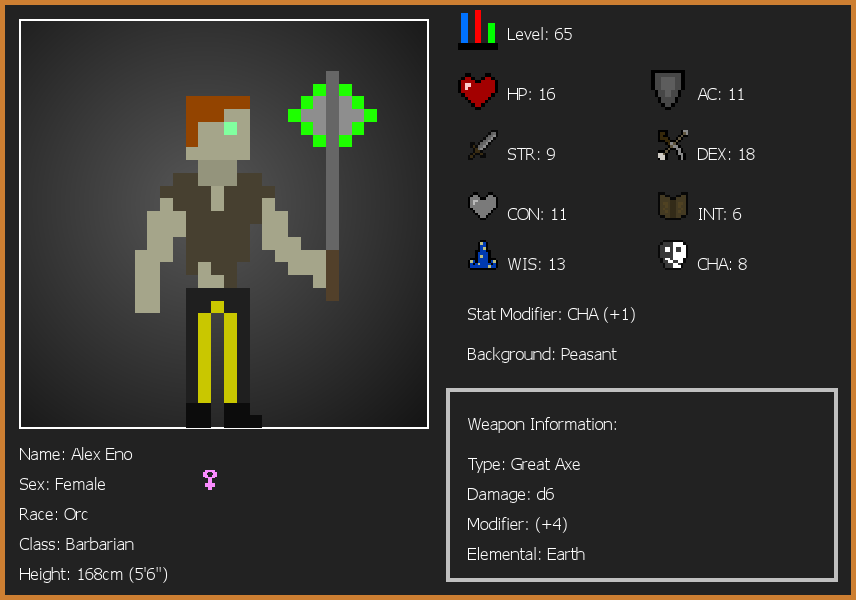 Level: 65
HP: 16
AC: 11
STR: 9
DEX: 18
CON: 11
INT: 6
WIS: 13
CHA: 8
Stat Modifier: CHA (+1)
Background: Peasant
Weapon Information:
Type: Great Axe
Damage: d6
Modifier: (+4)
Elemental: Earth
Name: Alex Eno
Sex: Female
Race: Orc
Class: Barbarian
Height: 168cm (5'6")